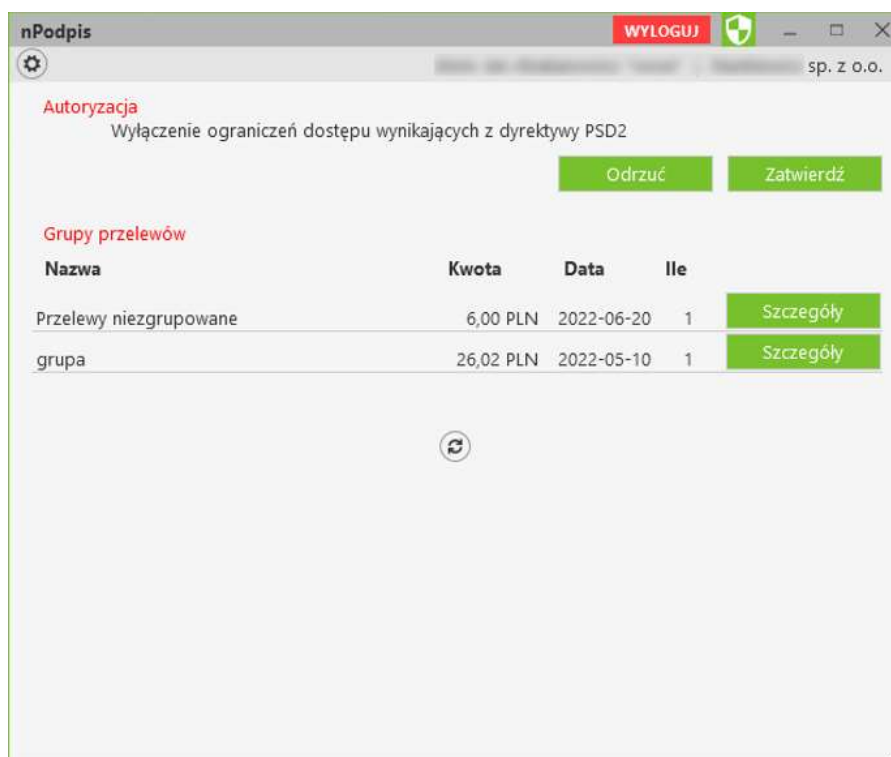 nPodpis WYLOGUJ
sp. z o.o.
Autoryzacja
Wyłączenie ograniczeń dostępu wynikających z dyrektywy PSD2
Odrzuć Zatwierdź
Grupy przelewów
Nazwa Kwota Data Ile
Przelewy niezgrupowane 6,00 PLN 2022-06-20 1 Szczegóły
grupa 26,02 PLN 2022-05-10 1 Szczegóły